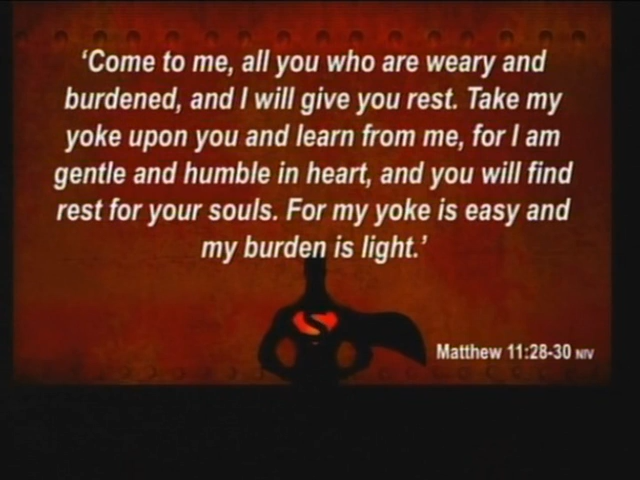 ‘Come to me, all you who are weary and
burdened, and I will give you rest. Take my
yoke upon you and learn from me, for I am
gentle and humble in heart, and you will find
rest for your souls. For my yoke is easy and
my burden is light.’
S
Matthew 11:28-30 NIV